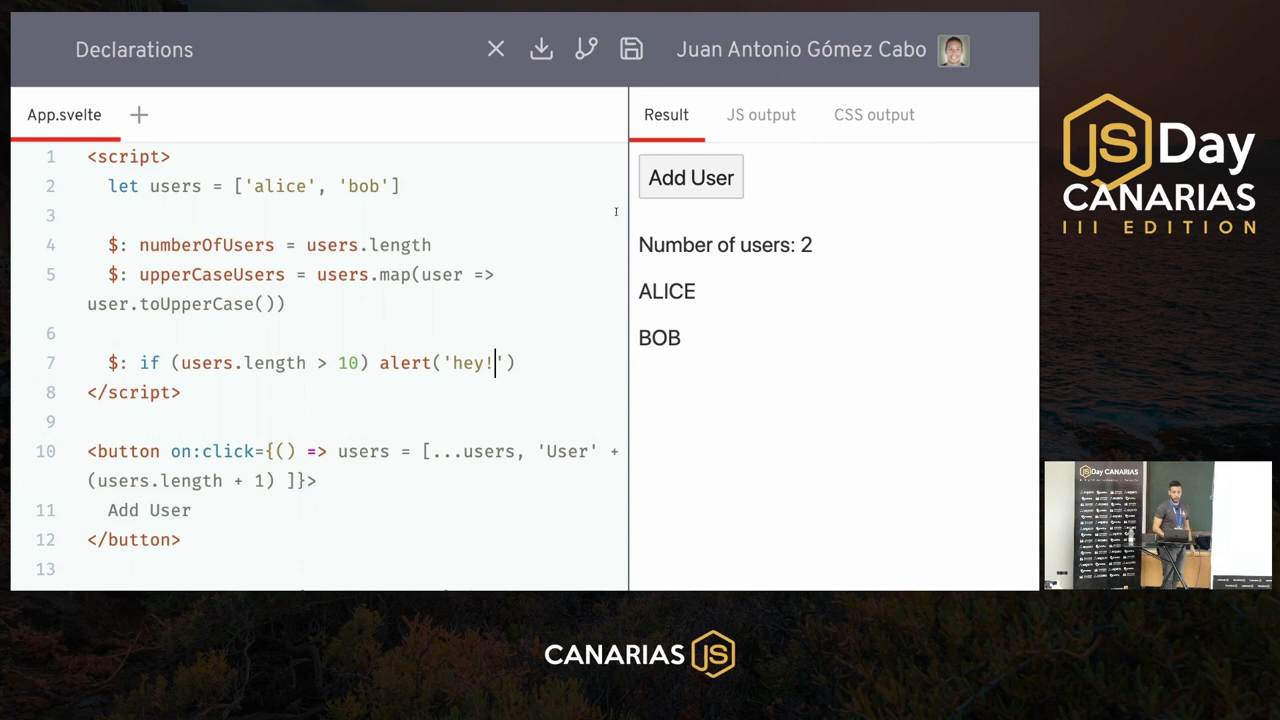 Declarations
Juan Antonio Gómez Cabo
App.svelte
Result
JS output
CSS output
1 <script>
2 let users = ['alice', 'bob']
3
4 $: numberOfUsers = users.length
5 $: upperCaseUsers = users.map(user =>
user.toUpperCase())
6
7 $: if (users.length > 10) alert('hey!')
8 </script>
9
10 <button on:click={() => users = [...users, 'User' +
(users.length + 1) ]}>
11 Add User
12 </button>
13
Add User
Number of users: 2
ALICE
BOB
JS Day
CANARIAS
III EDITION
JSDay CANARIAS
CANARIAS JS